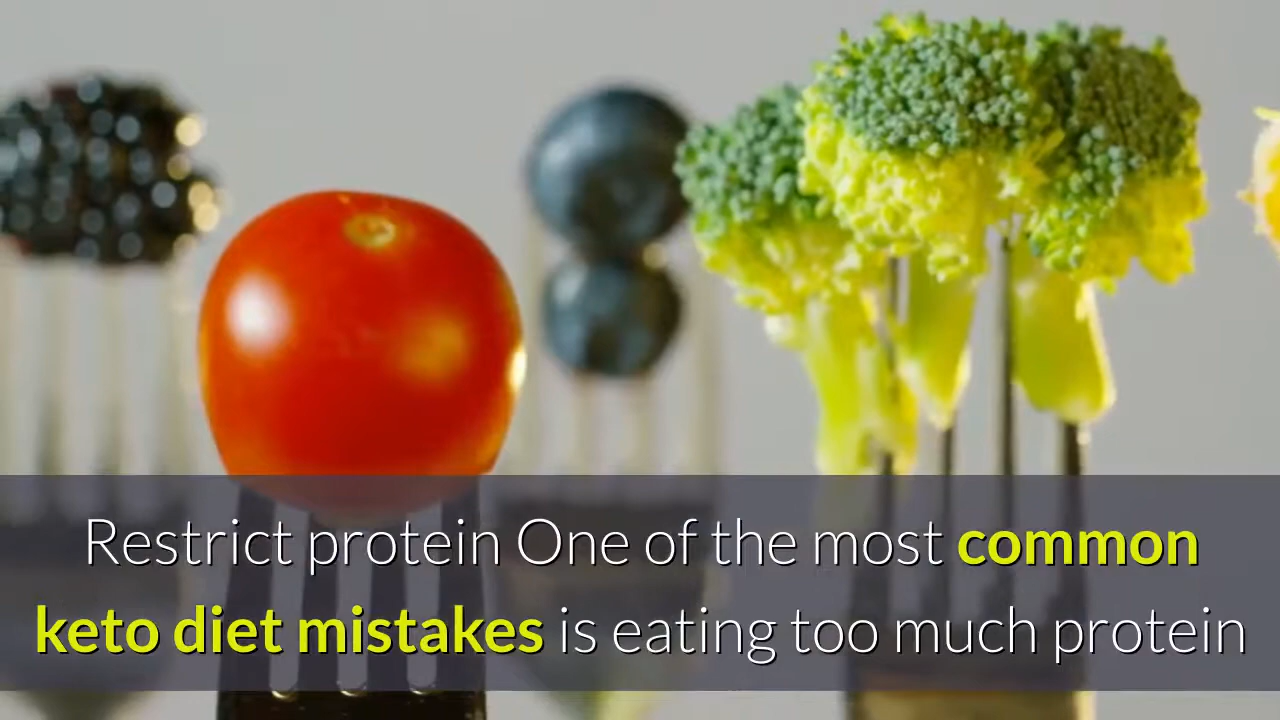 Restrict protein One of the most common
keto diet mistakes is eating too much protein